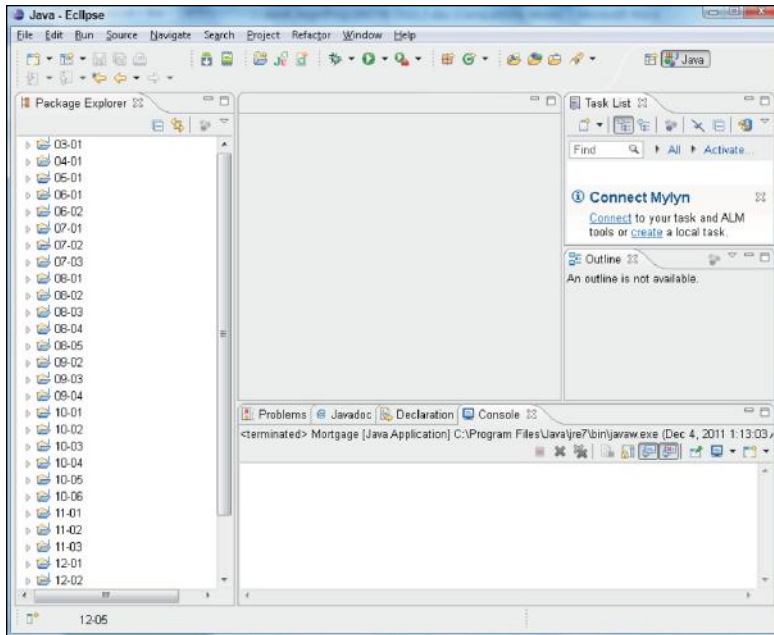 Java - Eclipse
File Edit Run Source Navigate Search Project Refactor Window Help
Java
Package Explorer
03-01
04-01
05-01
06-01
06-02
07-01
07-02
07-03
08-01
08-02
08-03
08-04
08-05
09-02
09-03
09-04
10-01
10-02
10-03
10-04
10-05
10-06
11-01
11-02
11-03
12-01
12-02
Task List
Find All Activate...
Connect Mylyn
Connect to your task and ALM
tools or create a local task.
Outline
An outline is not available.
Problems @ Javadoc Declaration Console
<terminated> Mortgage [Java Application] C:\Program Files\Java\jre7\bin\javaw.exe (Dec 4, 2011 1:13:03
12-05